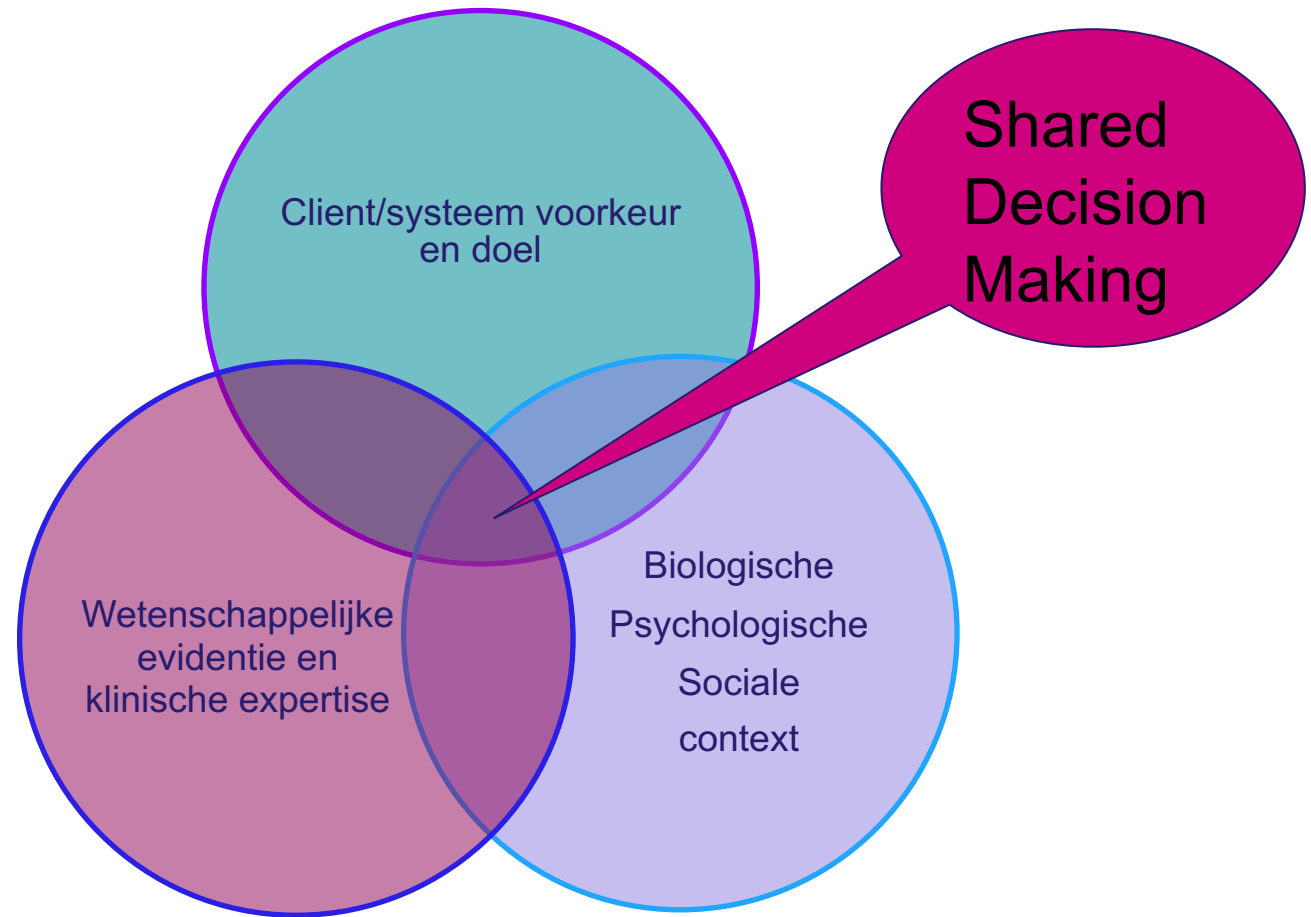 Client/systeem voorkeur
en doel
Shared
Decision
Making
Wetenschappelijke
evidentie en
klinische expertise
Biologische
Psychologische
Sociale
context